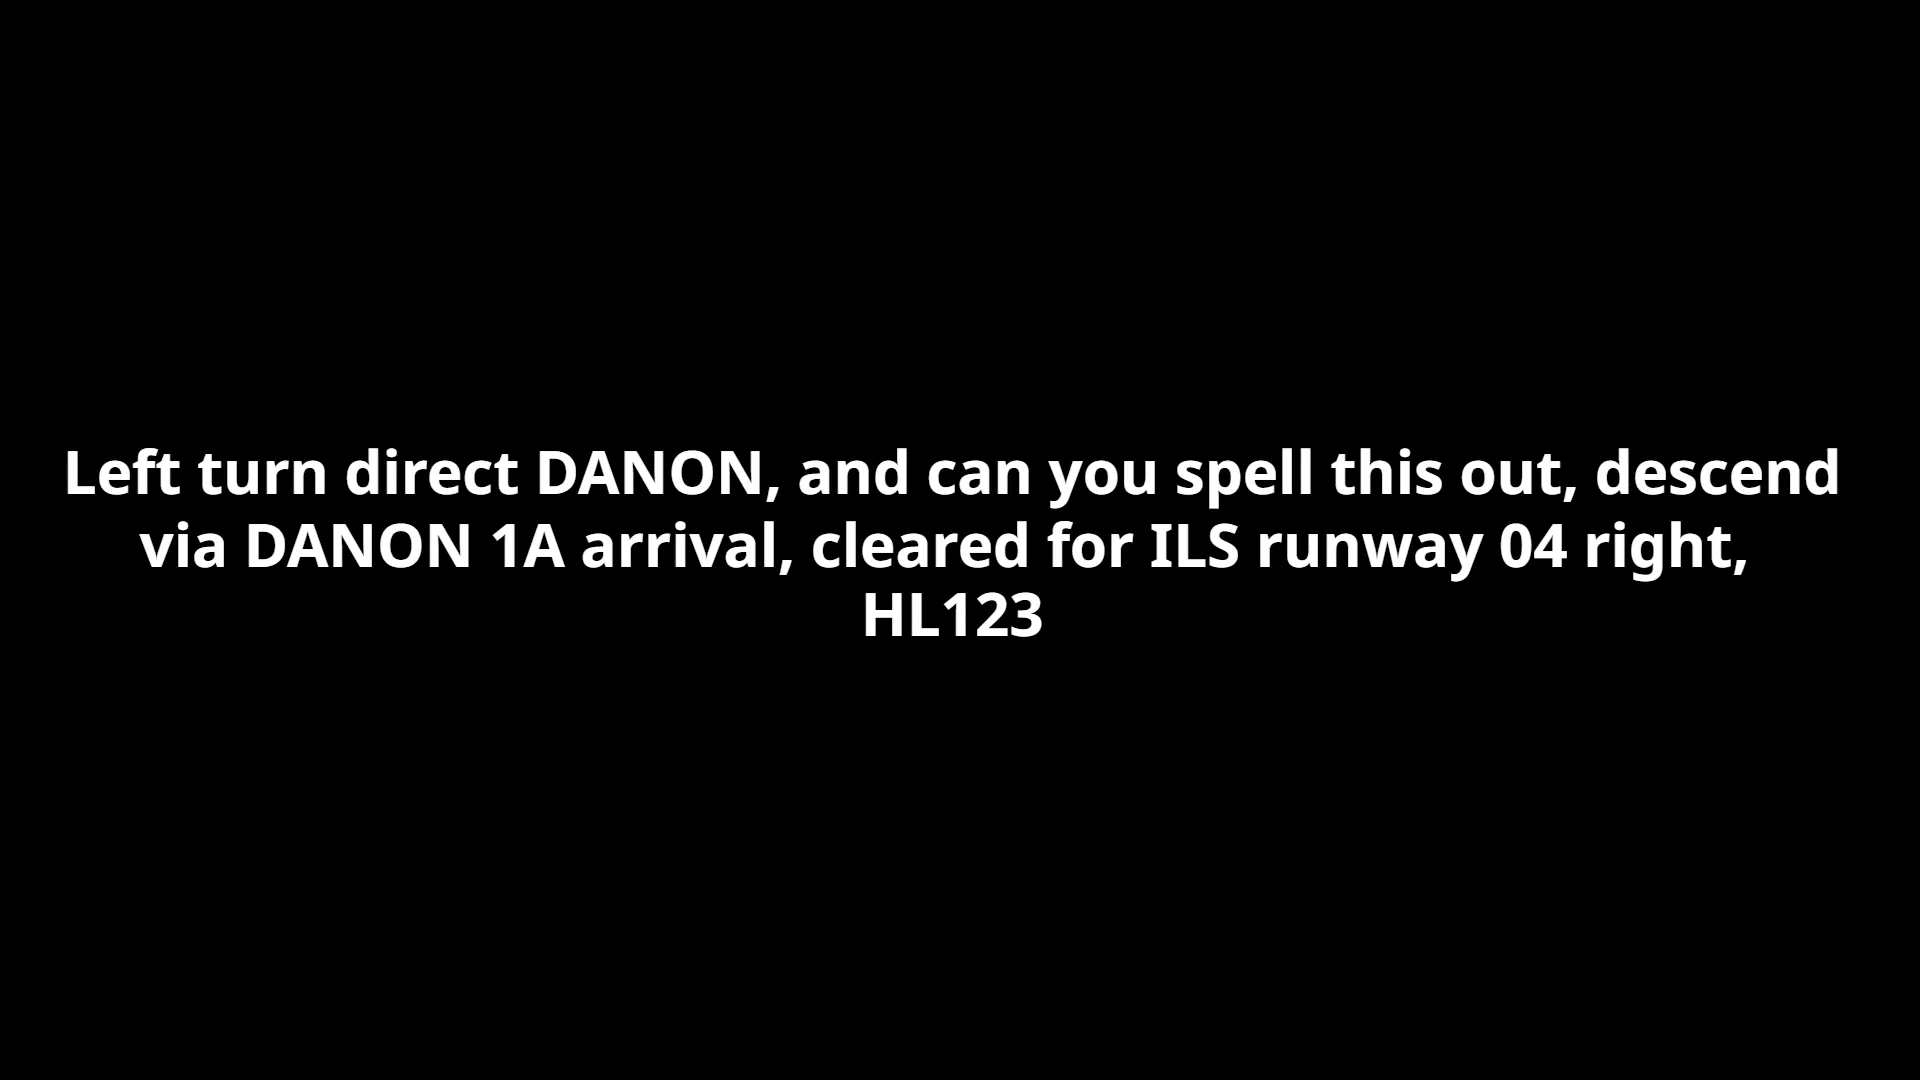 Left turn direct DANON, and can you spell this out, descend
via DANON 1A arrival, cleared for ILS runway 04 right,
HL123